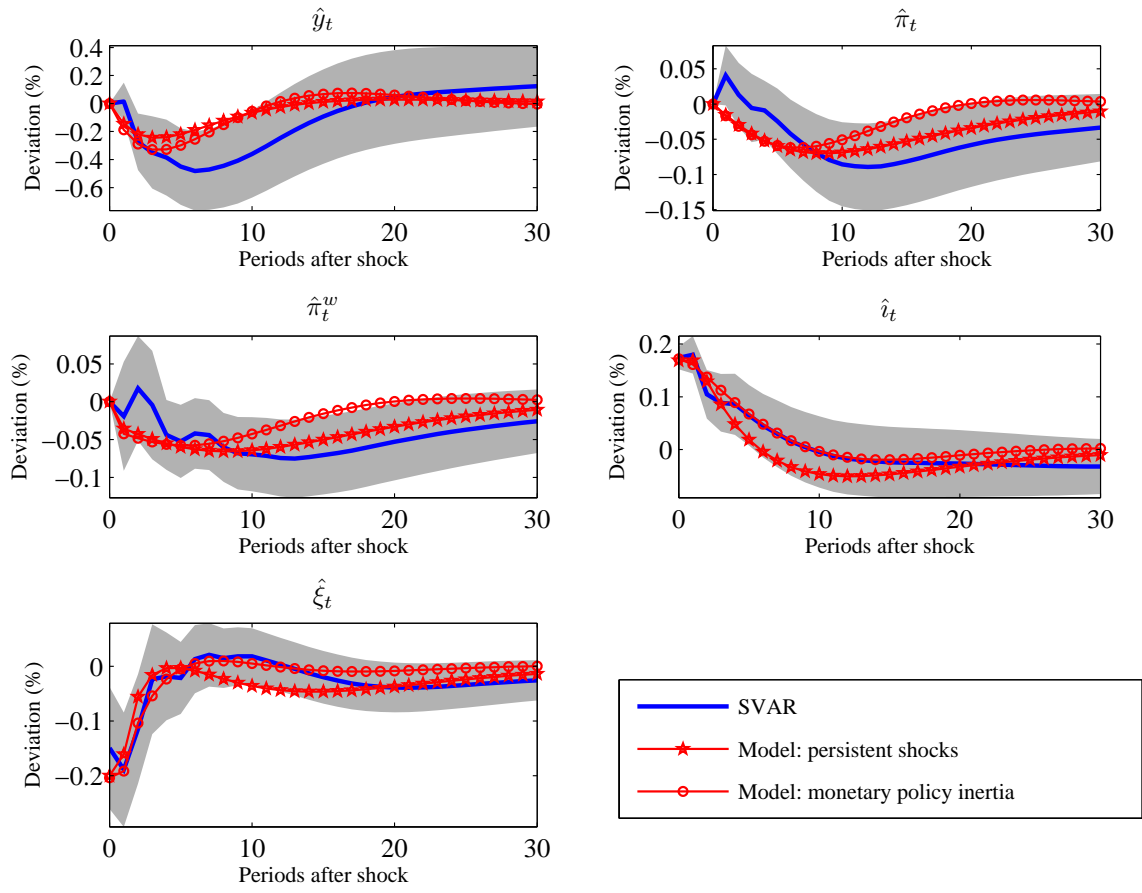 ŷ_t
Deviation (%)
0.4
0.2
0
−0.2
−0.4
−0.6
0 10 20 30
Periods after shock
π̂_t
Deviation (%)
0.05
0
−0.05
−0.1
−0.15
0 10 20 30
Periods after shock
π̂_t^w
Deviation (%)
0.05
0
−0.05
−0.1
0 10 20 30
Periods after shock
î_t
Deviation (%)
0.2
0.1
0
0 10 20 30
Periods after shock
ξ̂_t
Deviation (%)
0
−0.1
−0.2
0 10 20 30
Periods after shock
SVAR
Model: persistent shocks
Model: monetary policy inertia